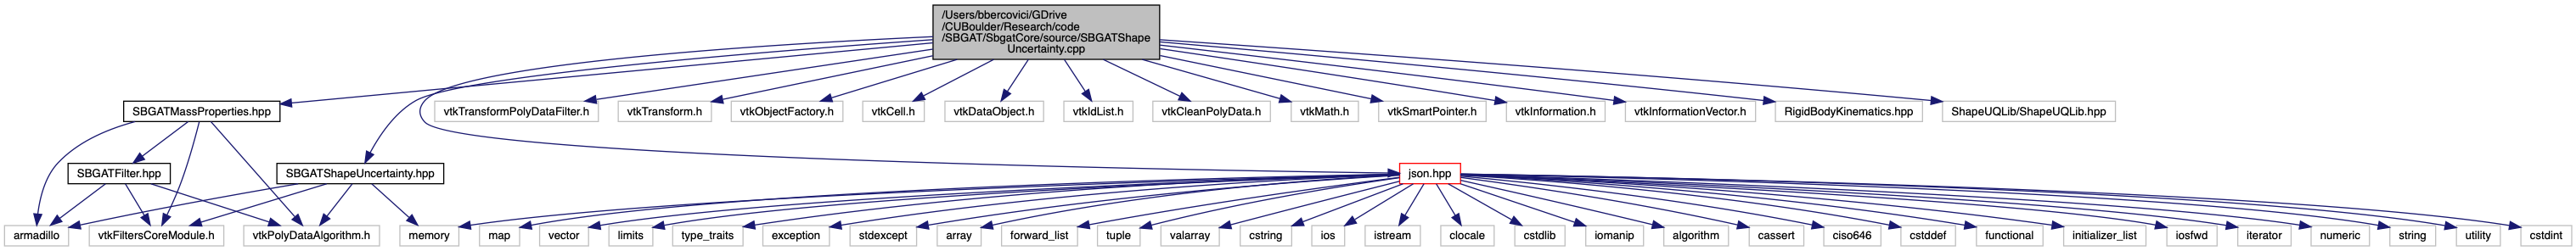 /Users/bbercovici/GDrive
/CUBoulder/Research/code
/SBGAT/SbgatCore/source/SBGATShape
Uncertainty.cpp
SBGATMassProperties.hpp
vtkTransformPolyDataFilter.h
vtkTransform.h
vtkObjectFactory.h
vtkCell.h
vtkDataObject.h
vtkIdList.h
vtkCleanPolyData.h
vtkMath.h
vtkSmartPointer.h
vtkInformation.h
vtkInformationVector.h
RigidBodyKinematics.hpp
ShapeUQLib/ShapeUQLib.hpp
SBGATFilter.hpp
SBGATShapeUncertainty.hpp
json.hpp
armadillo
vtkFiltersCoreModule.h
vtkPolyDataAlgorithm.h
memory
map
vector
limits
type_traits
exception
stdexcept
array
forward_list
tuple
valarray
cstring
ios
istream
clocale
cstdlib
iomanip
algorithm
cassert
ciso646
cstddef
functional
initializer_list
iosfwd
iterator
numeric
string
utility
cstdint